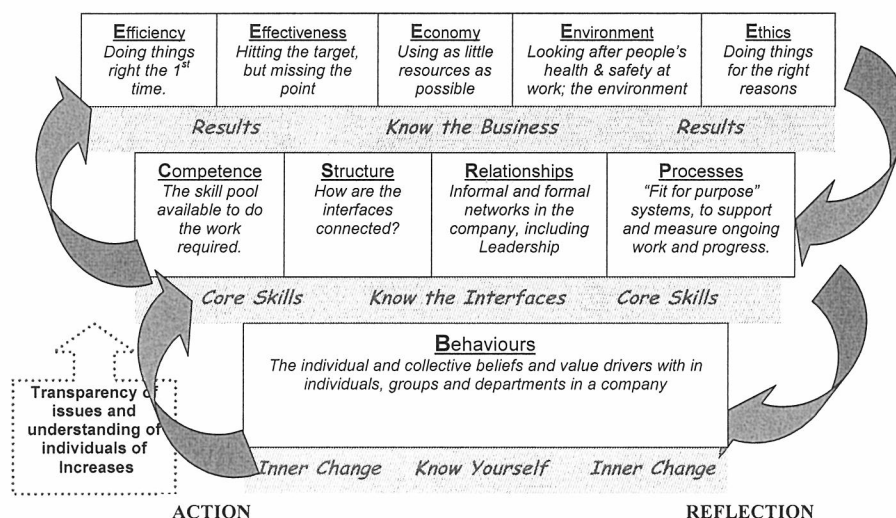 Efficiency
Doing things
right the 1st
time.
Effectiveness
Hitting the target,
but missing the
point
Economy
Using as little
resources as
possible
Environment
Looking after people's
health & safety at
work; the environment
Ethics
Doing things
for the right
reasons
Results Know the Business Results
Competence
The skill pool
available to do
the work
required.
Structure
How are the
interfaces
connected?
Relationships
Informal and formal
networks in the
company, including
Leadership
Processes
"Fit for purpose"
systems, to support
and measure ongoing
work and progress.
Core Skills Know the Interfaces Core Skills
Behaviours
The individual and collective beliefs and value drivers with in
individuals, groups and departments in a company
Transparency of
issues and
understanding of
individuals of
Increases
Inner Change Know Yourself Inner Change
ACTION REFLECTION